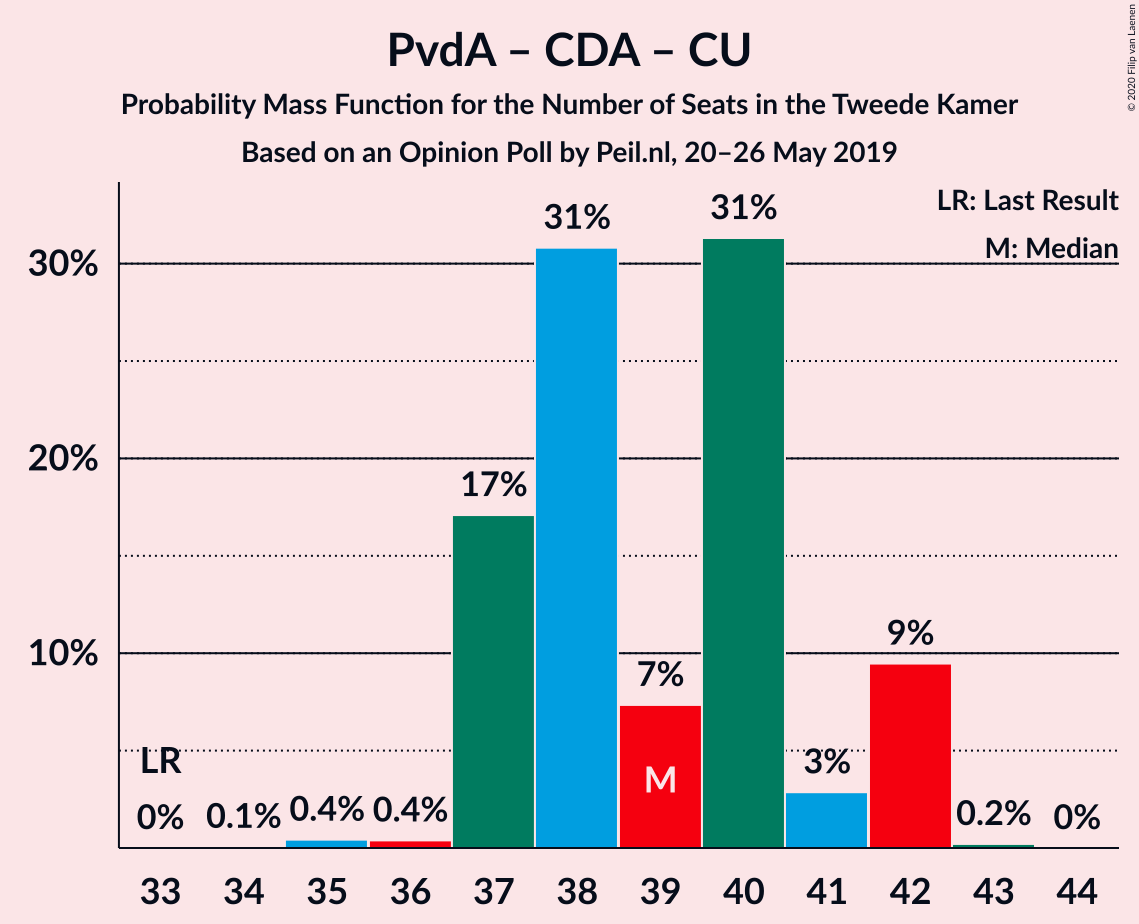 PvdA – CDA – CU
Probability Mass Function for the Number of Seats in the Tweede Kamer
Based on an Opinion Poll by Peil.nl, 20–26 May 2019
© 2020 Filip van Laenen
LR: Last Result
M: Median
30%
20%
10%
LR
0%
0.1%
0.4%
0.4%
17%
31%
7%
M
31%
3%
9%
0.2%
0%
33 34 35 36 37 38 39 40 41 42 43 44